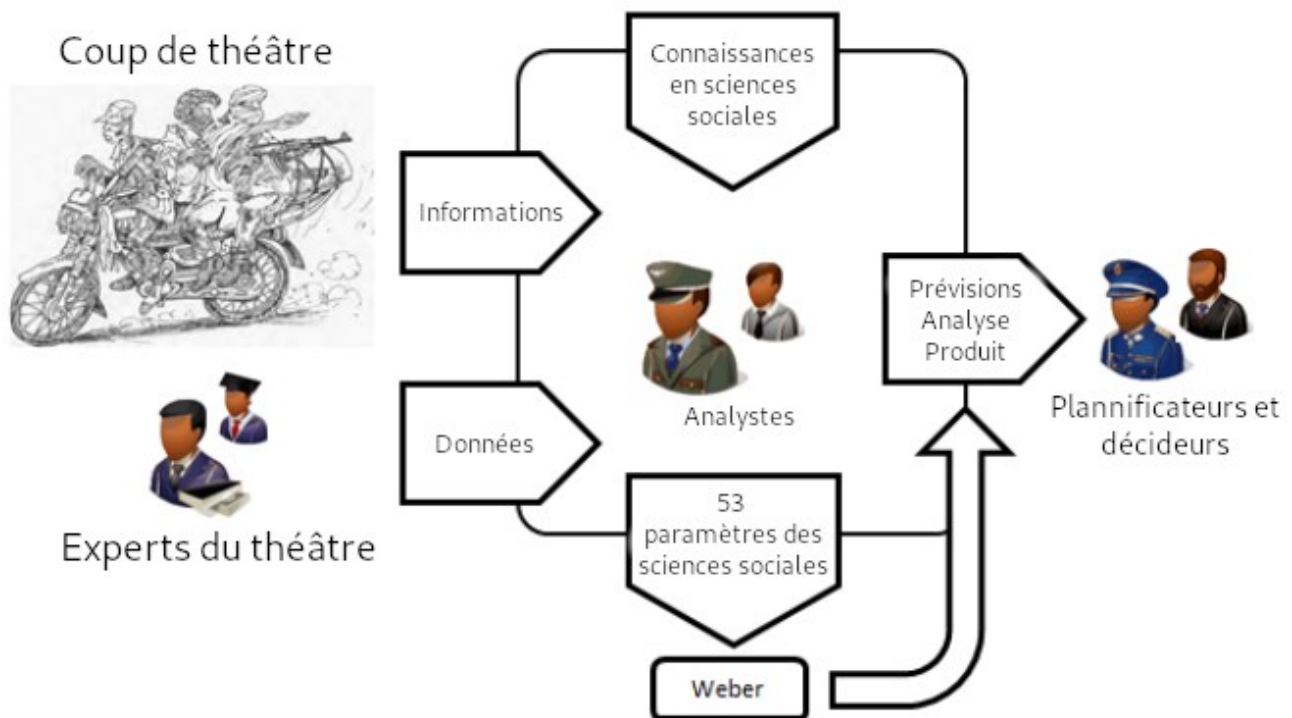 Coup de théâtre
Connaissances
en sciences
sociales
Informations
Prévisions
Analyse
Produit
Analystes
Plannificateurs et
décideurs
Données
53
paramètres des
sciences sociales
Experts du théâtre
Weber